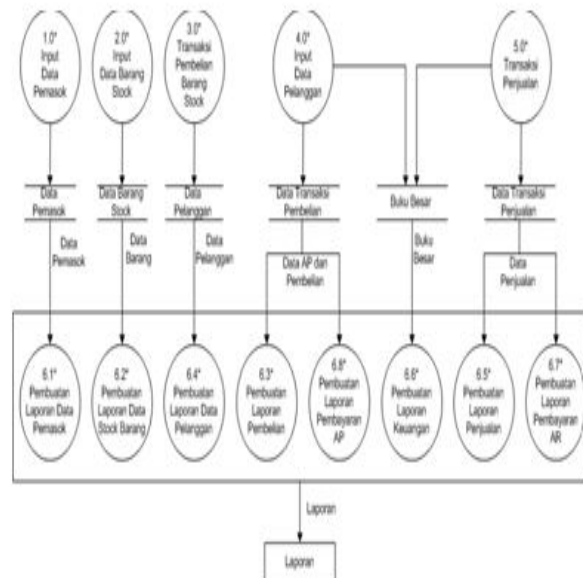 1.0*
Input
Data
Pemasok
2.0*
Input
Data Barang
Stock
3.0*
Transaksi
Pembelian
Barang
Stock
4.0*
Input
Data
Pelanggan
5.0*
Transaksi
Penjualan
Data
Pemasok
Data Barang
Stock
Data
Pelanggan
Data Transaksi
Pembelian
Buku Besar
Data Transaksi
Penjualan
Data
Pemasok
Data
Barang
Data
Pelanggan
Data AP dan
Pembelian
Buku
Besar
Data
Penjualan
6.1*
Pembuatan
Laporan Data
Pemasok
6.2*
Pembuatan
Laporan Data
Stock Barang
6.4*
Pembuatan
Laporan Data
Pelanggan
6.3*
Pembuatan
Laporan
Pembelian
6.8*
Pembuatan
Laporan
Pembayaran
AP
6.6*
Pembuatan
Laporan
Keuangan
6.5*
Pembuatan
Laporan
Penjualan
6.7*
Pembuatan
Laporan
Pembayaran
AR
Laporan
Laporan